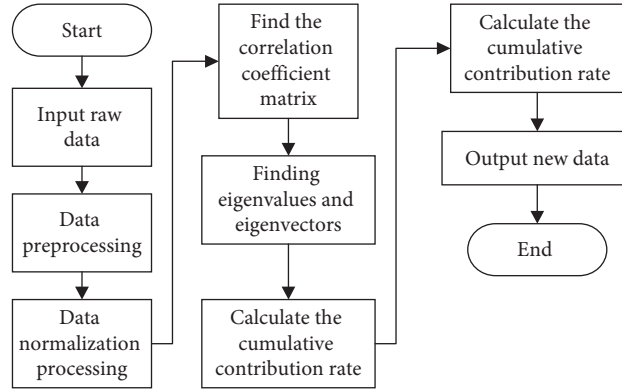 Start
Input raw
data
Data
preprocessing
Data
normalization
processing
Find the
correlation
coefficient
matrix
Finding
eigenvalues and
eigenvectors
Calculate the
cumulative
contribution rate
Calculate the
cumulative
contribution rate
Output new data
End